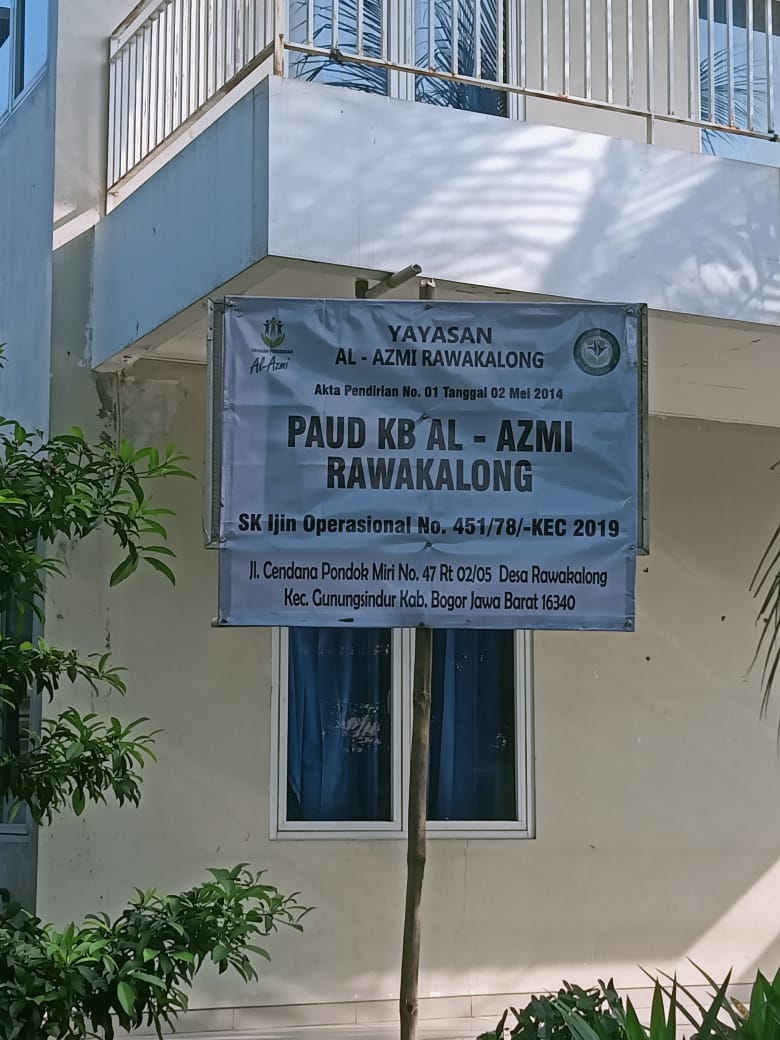 YAYASAN
AL - AZMI RAWAKALONG
Al-Azmi
Akta Pendirian No. 01 Tanggal 02 Mei 2014
PAUD KB AL - AZMI
RAWAKALONG
SK Ijin Operasional No. 451/78/-KEC 2019
Jl. Cendana Pondok Miri No. 47 Rt 02/05 Desa Rawakalong
Kec. Gunungsindur Kab. Bogor Jawa Barat 16340